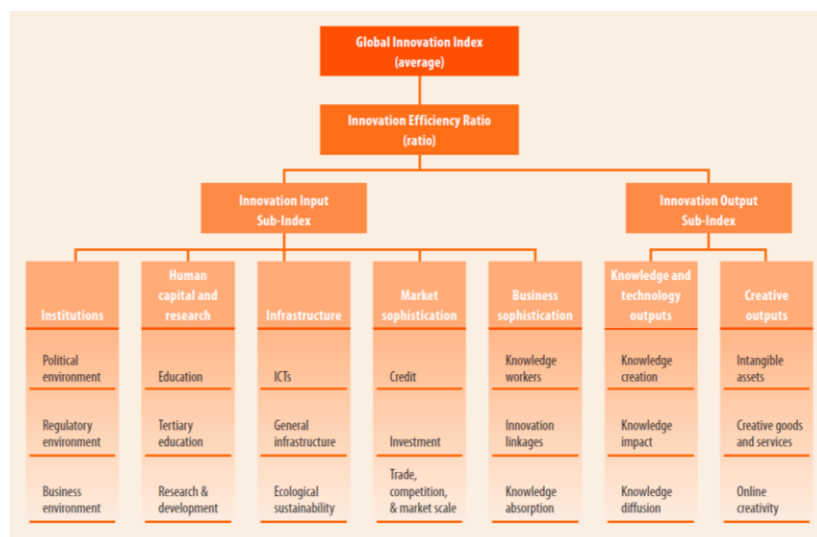 Global Innovation Index
(average)
Innovation Efficiency Ratio
(ratio)
Innovation Input
Sub-Index
Innovation Output
Sub-Index
Institutions
Human
capital and
research
Infrastructure
Market
sophistication
Business
sophistication
Knowledge and
technology
outputs
Creative
outputs
Political
environment
Education
ICTs
Credit
Knowledge
workers
Knowledge
creation
Intangible
assets
Regulatory
environment
Tertiary
education
General
infrastructure
Investment
Innovation
linkages
Knowledge
impact
Creative goods
and services
Business
environment
Research &
development
Ecological
sustainability
Trade,
competition,
& market scale
Knowledge
absorption
Knowledge
diffusion
Online
creativity